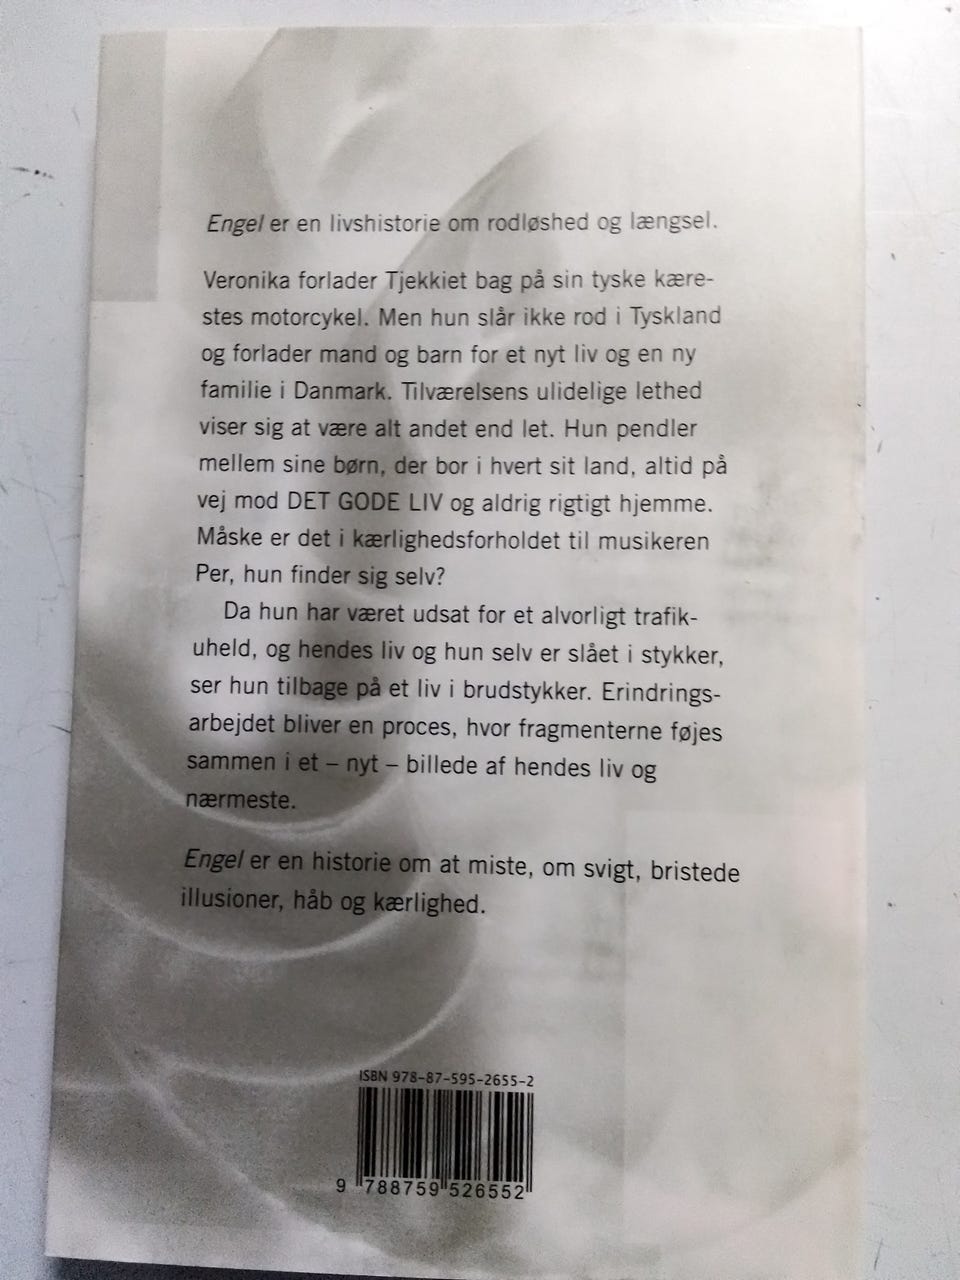 Engel er en livshistorie om rodløshed og længsel.
Veronika forlader Tjekkiet bag på sin tyske kære-
stes motorcykel. Men hun slår ikke rod i Tyskland
og forlader mand og barn for et nyt liv og en ny
familie i Danmark. Tilværelsens ulidelige lethed
viser sig at være alt andet end let. Hun pendler
mellem sine børn, der bor i hvert sit land, altid på
vej mod DET GODE LIV og aldrig rigtigt hjemme.
Måske er det i kærlighedsforholdet til musikeren
Per, hun finder sig selv?
Da hun har været udsat for et alvorligt trafik-
uheld, og hendes liv og hun selv er slået i stykker,
ser hun tilbage på et liv i brudstykker. Erindrings-
arbejdet bliver en proces, hvor fragmenterne føjes
sammen i et – nyt – billede af hendes liv og
nærmeste.
Engel er en historie om at miste, om svigt, bristede
illusioner, håb og kærlighed.
ISBN 978-87-595-2655-2
9 788759 526552